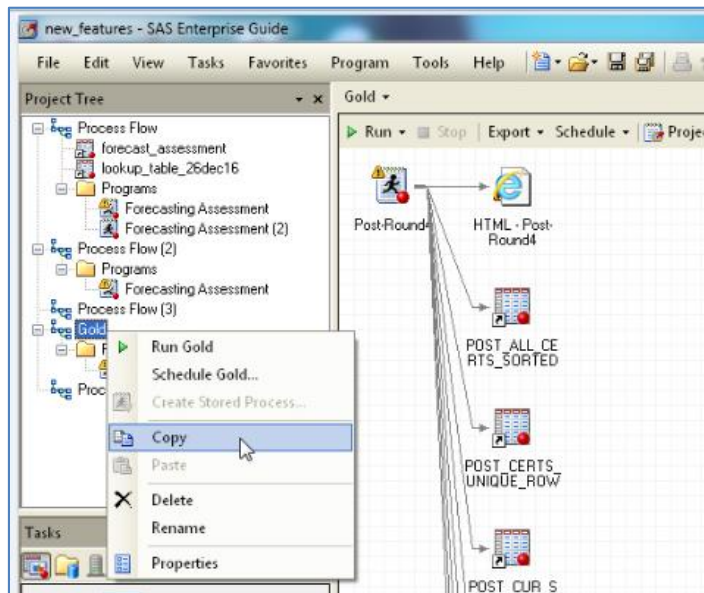 new_features - SAS Enterprise Guide
File Edit View Tasks Favorites Program Tools Help
Project Tree
Gold
Process Flow
forecast_assessment
lookup_table_26dec16
Programs
Forecasting Assessment
Forecasting Assessment (2)
Process Flow (2)
Programs
Forecasting Assessment
Process Flow (3)
Gold
Proc
Run Gold
Schedule Gold...
Create Stored Process...
Copy
Paste
Delete
Rename
Properties
Tasks
Run Stop Export Schedule Proje
Post-Round4
HTML - Post-
Round4
POST_ALL_CE
RTS_SORTED
POST_CERTS_
UNIQUE_ROW
POST_CUR_S